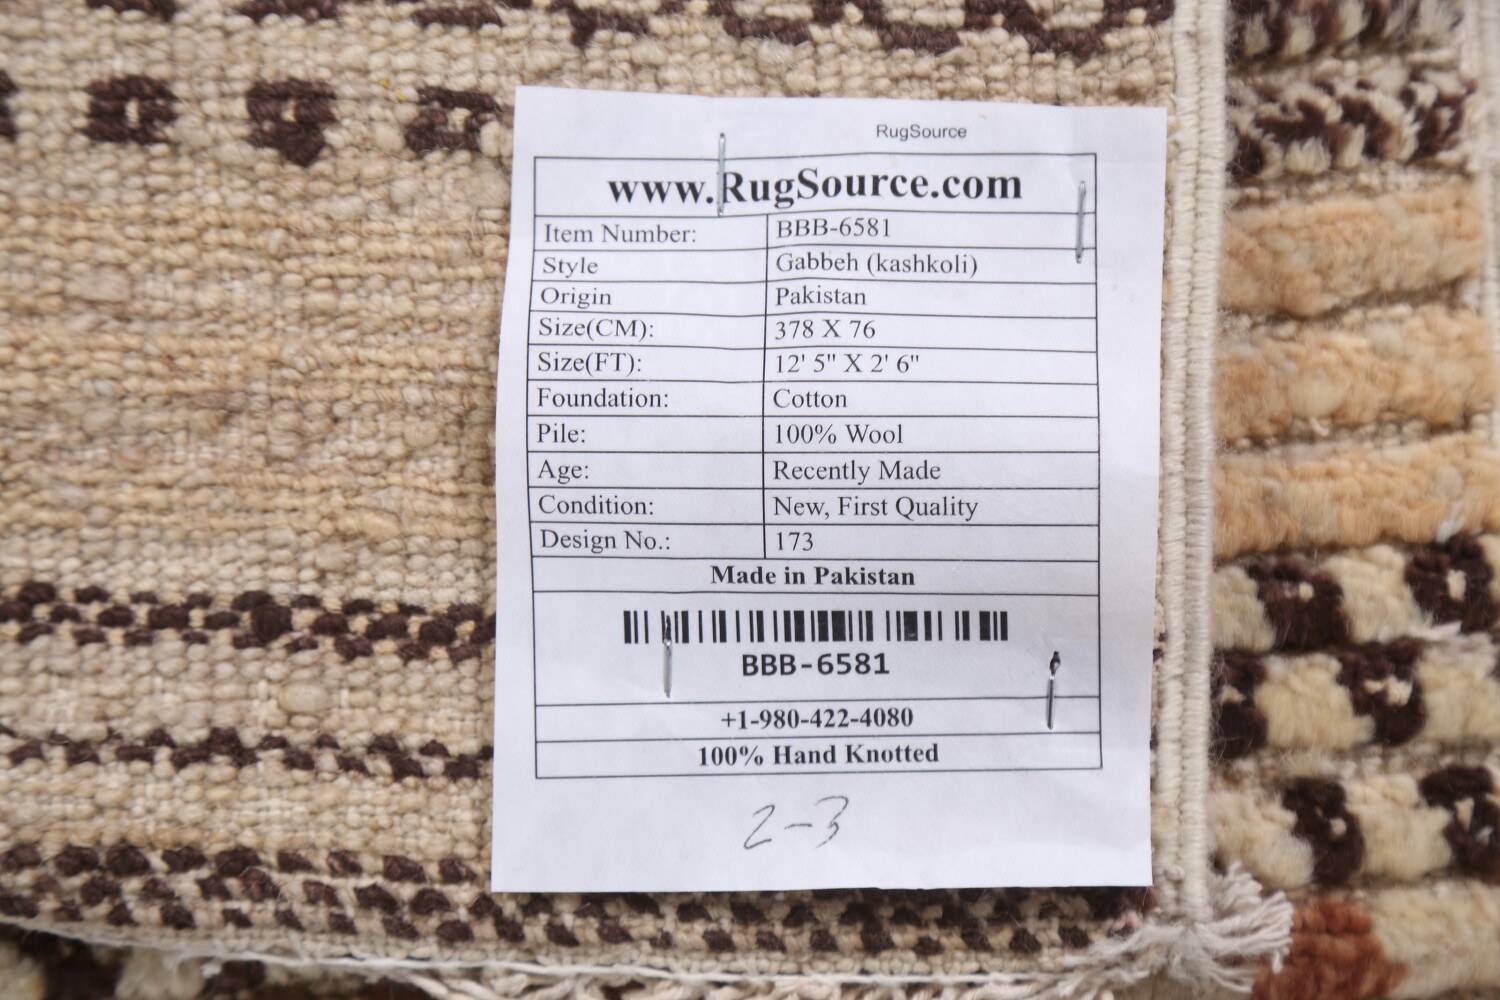 RugSource
www.RugSource.com
Item Number: BBB-6581
Style Gabbeh (kashkoli)
Origin Pakistan
Size(CM): 378 X 76
Size(FT): 12' 5" X 2' 6"
Foundation: Cotton
Pile: 100% Wool
Age: Recently Made
Condition: New, First Quality
Design No.: 173
Made in Pakistan
BBB-6581
+1-980-422-4080
100% Hand Knotted
2-3